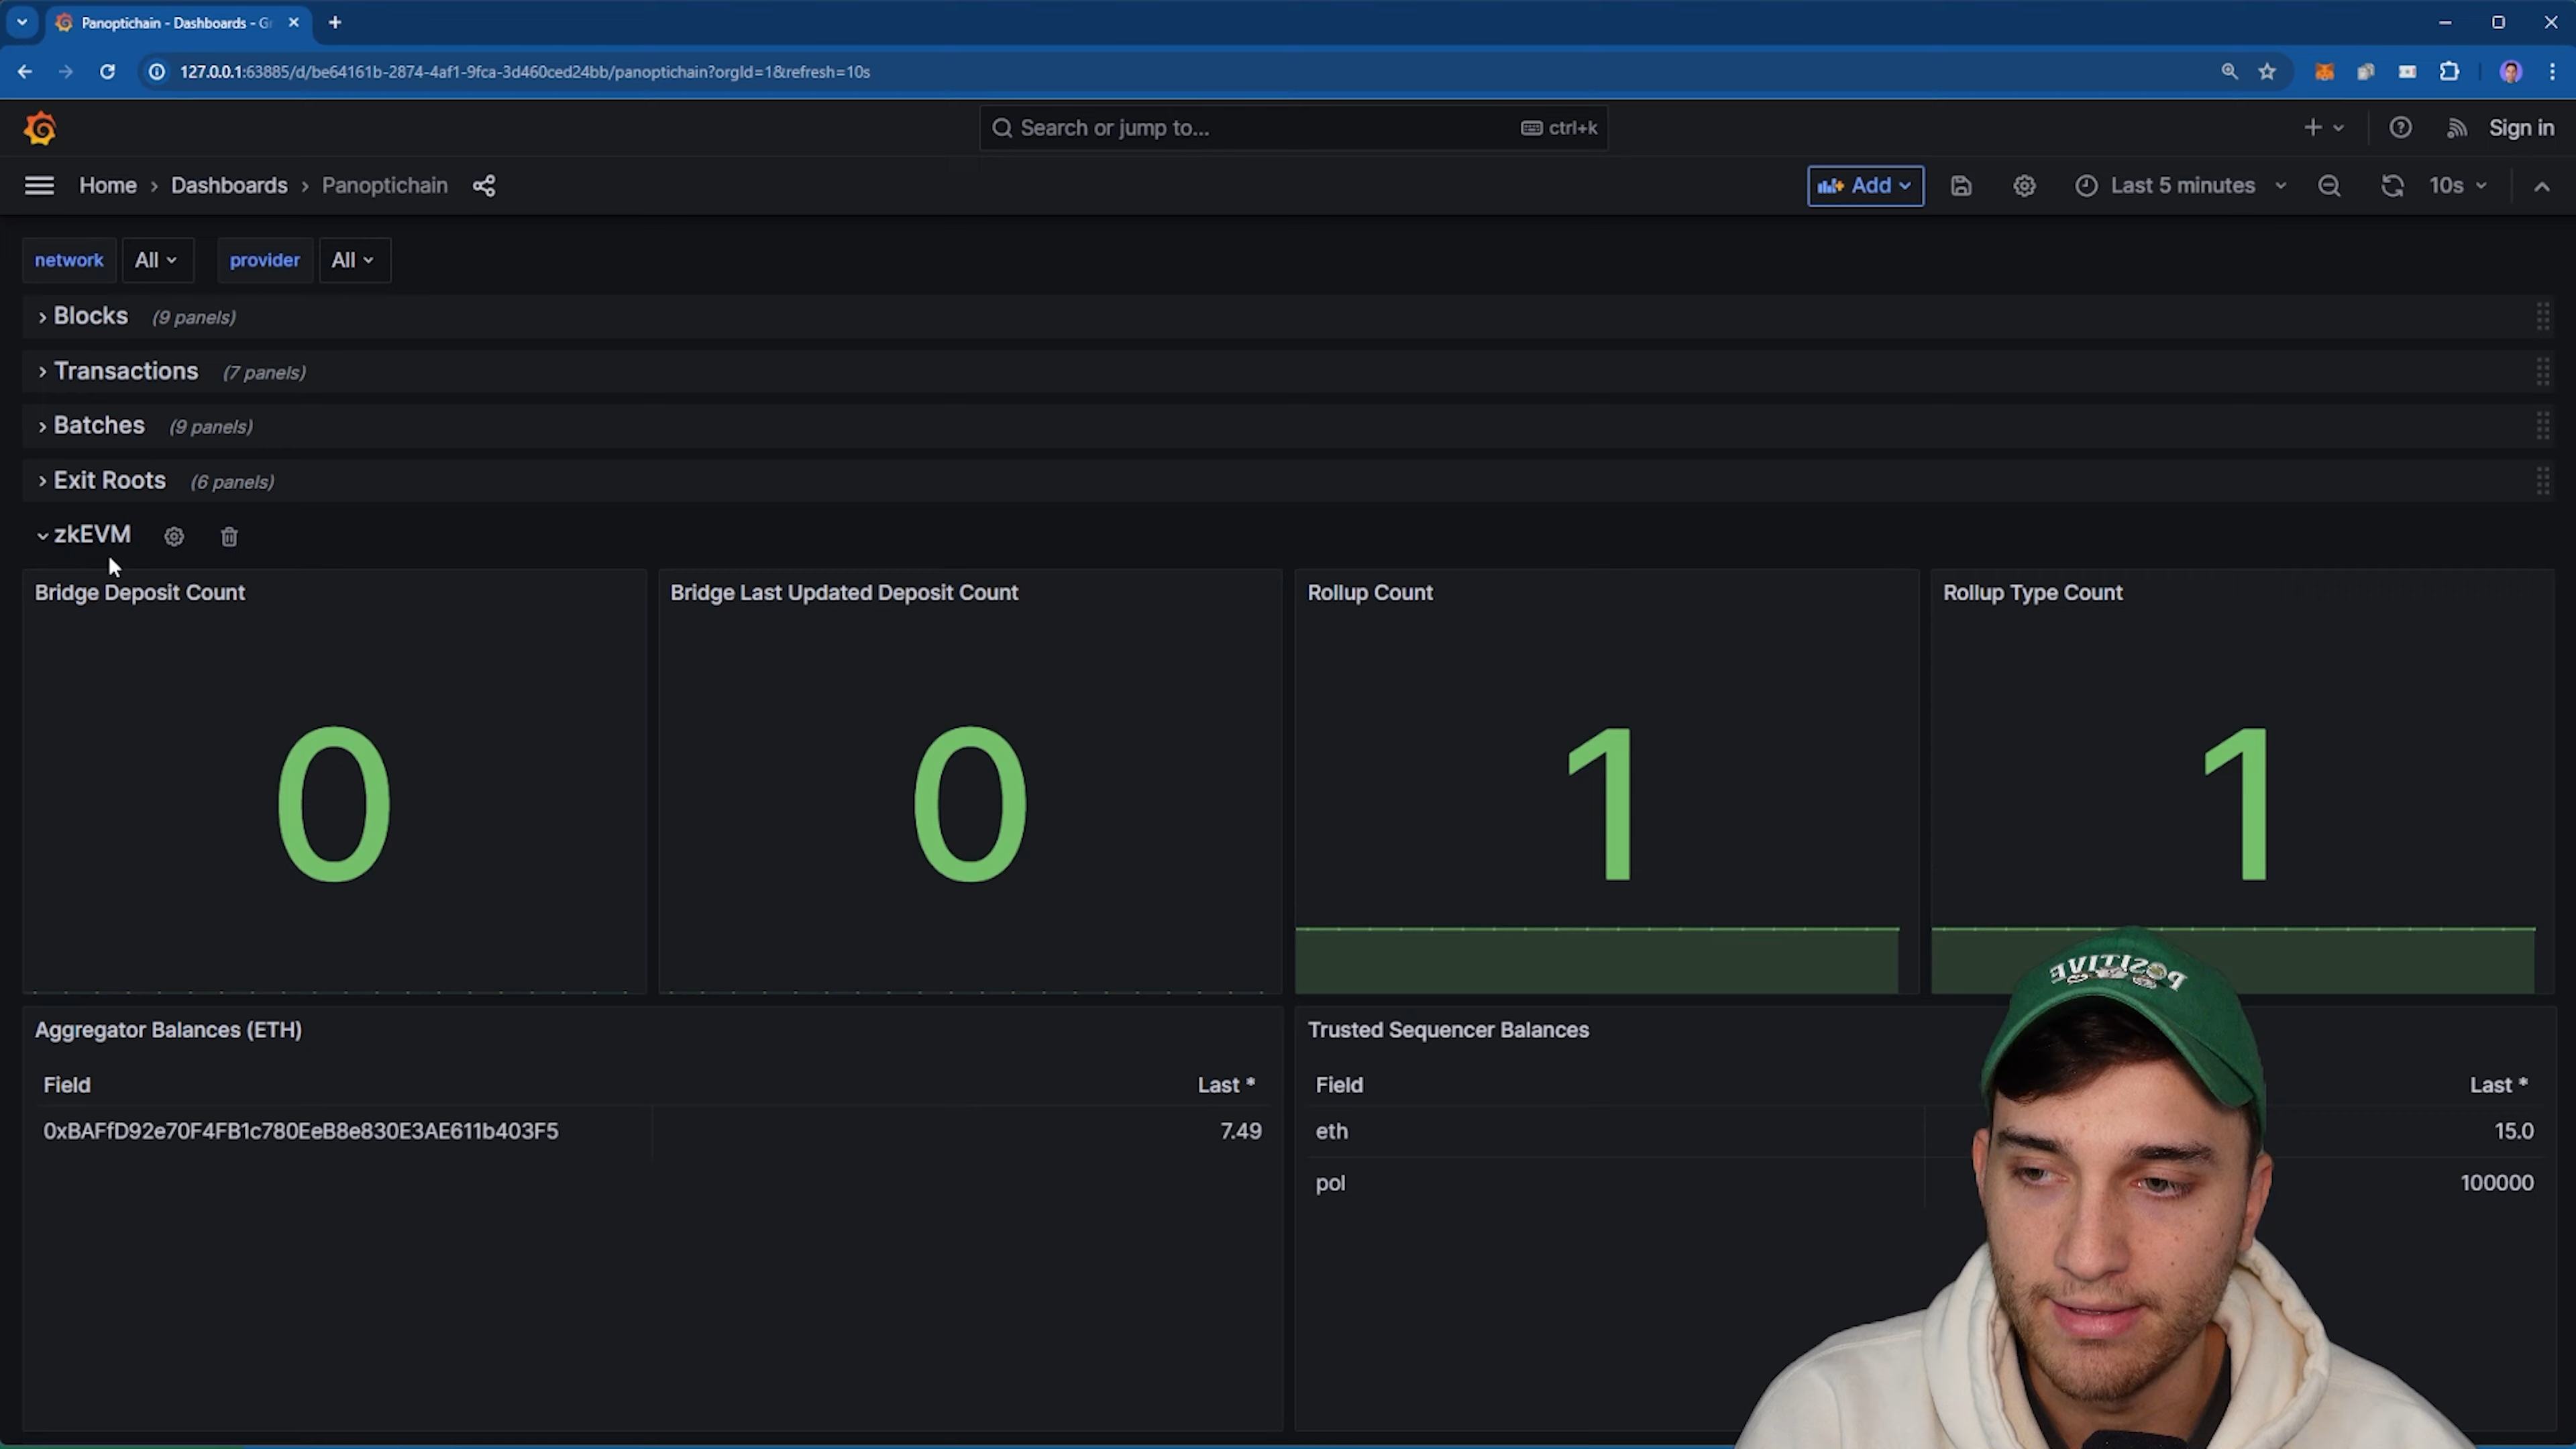 Panoptichain - Dashboards - Gr
127.0.0.1:63885/d/be64161b-2874-4af1-9fca-3d460ced24bb/panoptichain?orgId=1&refresh=10s
Search or jump to... ctrl+k Sign in
Home › Dashboards › Panoptichain Add Last 5 minutes 10s
network All provider All
Blocks (9 panels)
Transactions (7 panels)
Batches (9 panels)
Exit Roots (6 panels)
zkEVM
Bridge Deposit Count
0
Bridge Last Updated Deposit Count
0
Rollup Count
1
Rollup Type Count
1
Aggregator Balances (ETH)
Field Last *
0xBAFfD92e70F4FB1c780EeB8e830E3AE611b403F5 7.49
Trusted Sequencer Balances
Field Last *
eth 15.0
pol 100000
POSITIVE